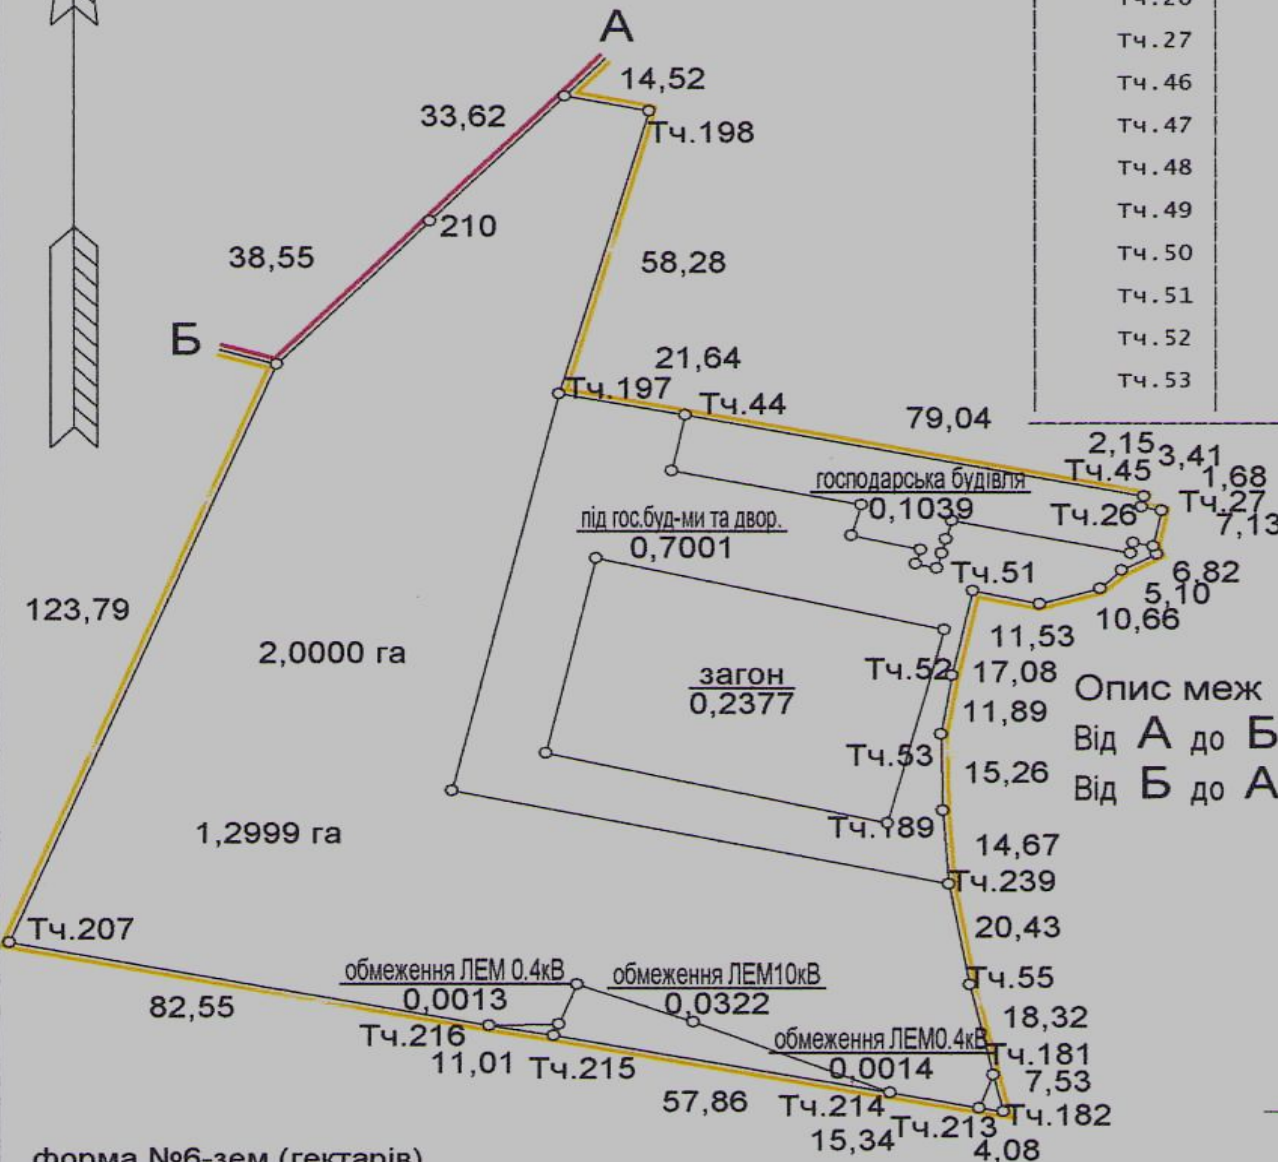 А
14,52
33,62
Тч.198
210
38,55
58,28
Б
21,64
Тч.197
Тч.44
79,04
Тч.27
Тч.46
Тч.47
Тч.48
Тч.49
Тч.50
Тч.51
Тч.52
Тч.53
2,15
3,41
Тч.45
1,68
Тч.27
7,13
господарська будівля
0,1039
Тч.26
під гос.буд-ми та двор.
0,7001
Тч.51
6,82
5,10
10,66
11,53
123,79
2,0000 га
загон
0,2377
Тч.52
17,08
11,89
Опис меж
Від А до Б
Від Б до А
Тч.53
15,26
1,2999 га
Тч.189
14,67
Тч.239
20,43
Тч.207
82,55
обмеження ЛЕМ 0.4кВ
0,0013
обмеження ЛЕМ10кВ
0,0322
Тч.55
18,32
Тч.216
11,01
Тч.215
обмеження ЛЕМ0.4кВ
0,0014
Тч.181
7,53
57,86
Тч.214
Тч.213
Тч.182
15,34
4,08
форма №6-зем (гектарів)